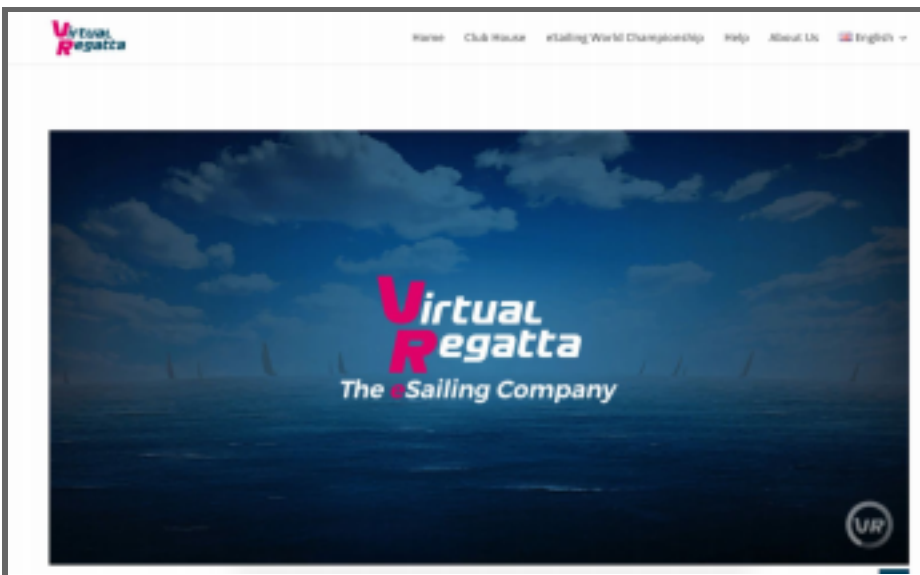 Virtual
Regatta
Home Club House eSailing World Championship Help About Us English
Virtual
Regatta
The eSailing Company
VR